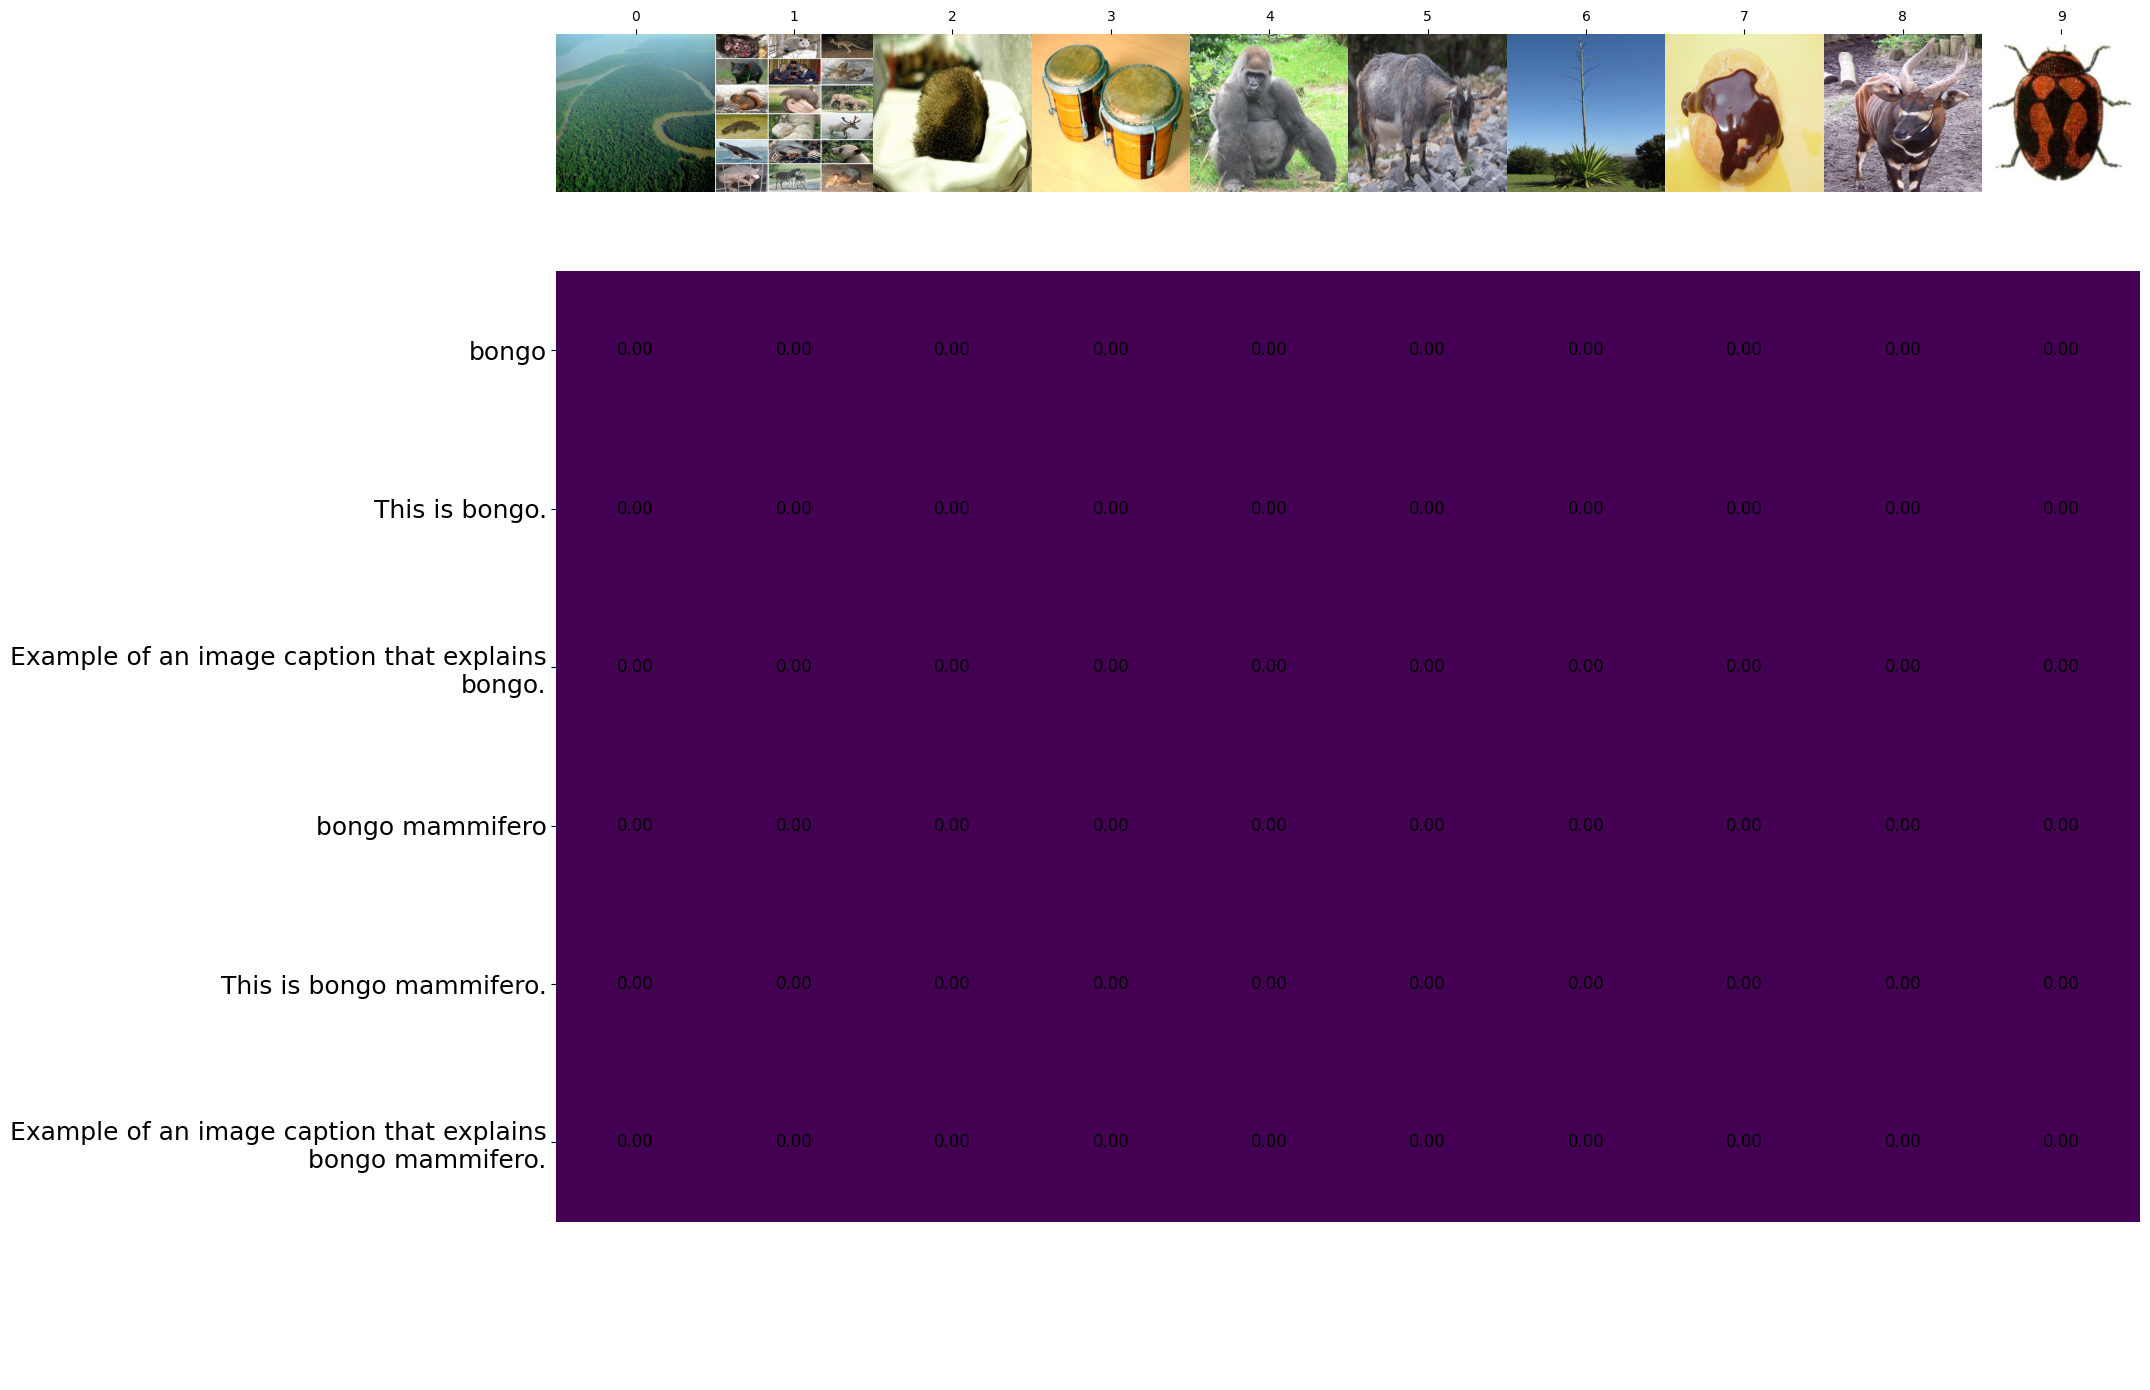 0 1 2 3 4 5 6 7 8 9
bongo 0.00 0.00 0.00 0.00 0.00 0.00 0.00 0.00 0.00 0.00
This is bongo. 0.00 0.00 0.00 0.00 0.00 0.00 0.00 0.00 0.00 0.00
Example of an image caption that explains
bongo. 0.00 0.00 0.00 0.00 0.00 0.00 0.00 0.00 0.00 0.00
bongo mammifero 0.00 0.00 0.00 0.00 0.00 0.00 0.00 0.00 0.00 0.00
This is bongo mammifero. 0.00 0.00 0.00 0.00 0.00 0.00 0.00 0.00 0.00 0.00
Example of an image caption that explains
bongo mammifero. 0.00 0.00 0.00 0.00 0.00 0.00 0.00 0.00 0.00 0.00